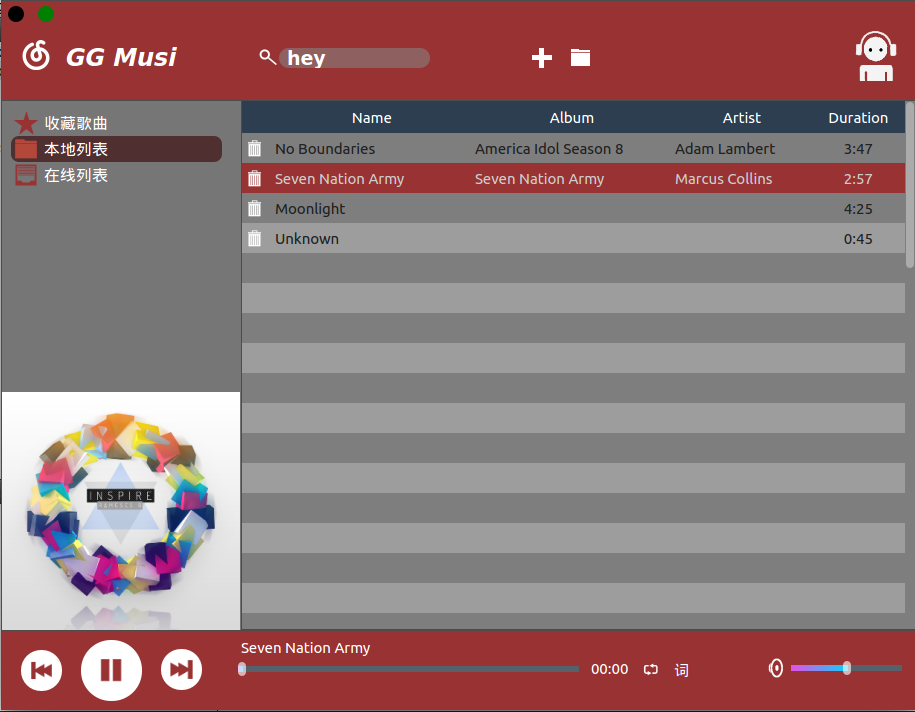 GG Musi
hey
收藏歌曲
本地列表
在线列表
Name Album Artist Duration
No Boundaries America Idol Season 8 Adam Lambert 3:47
Seven Nation Army Seven Nation Army Marcus Collins 2:57
Moonlight 4:25
Unknown 0:45
INSPIRE
Seven Nation Army
00:00 词